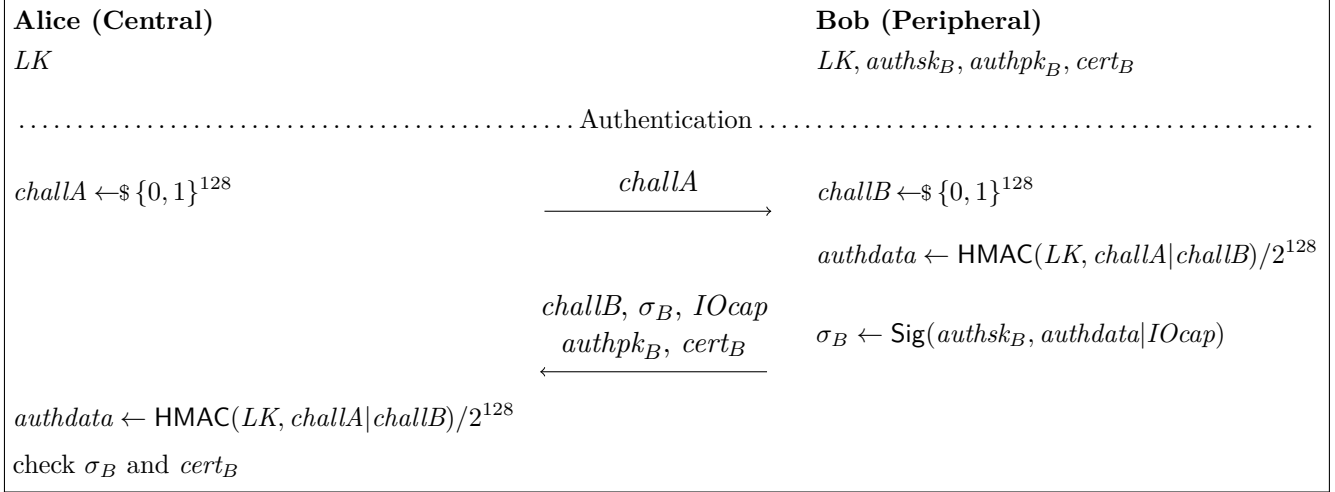 Alice (Central) Bob (Peripheral)
LK LK, authsk_B, authpk_B, cert_B
Authentication
challA ←$ {0, 1}^128 challA challB ←$ {0, 1}^128
authdata ← HMAC(LK, challA|challB)/2^128
challB, σ_B, IOcap
authpk_B, cert_B σ_B ← Sig(authsk_B, authdata|IOcap)
authdata ← HMAC(LK, challA|challB)/2^128
check σ_B and cert_B